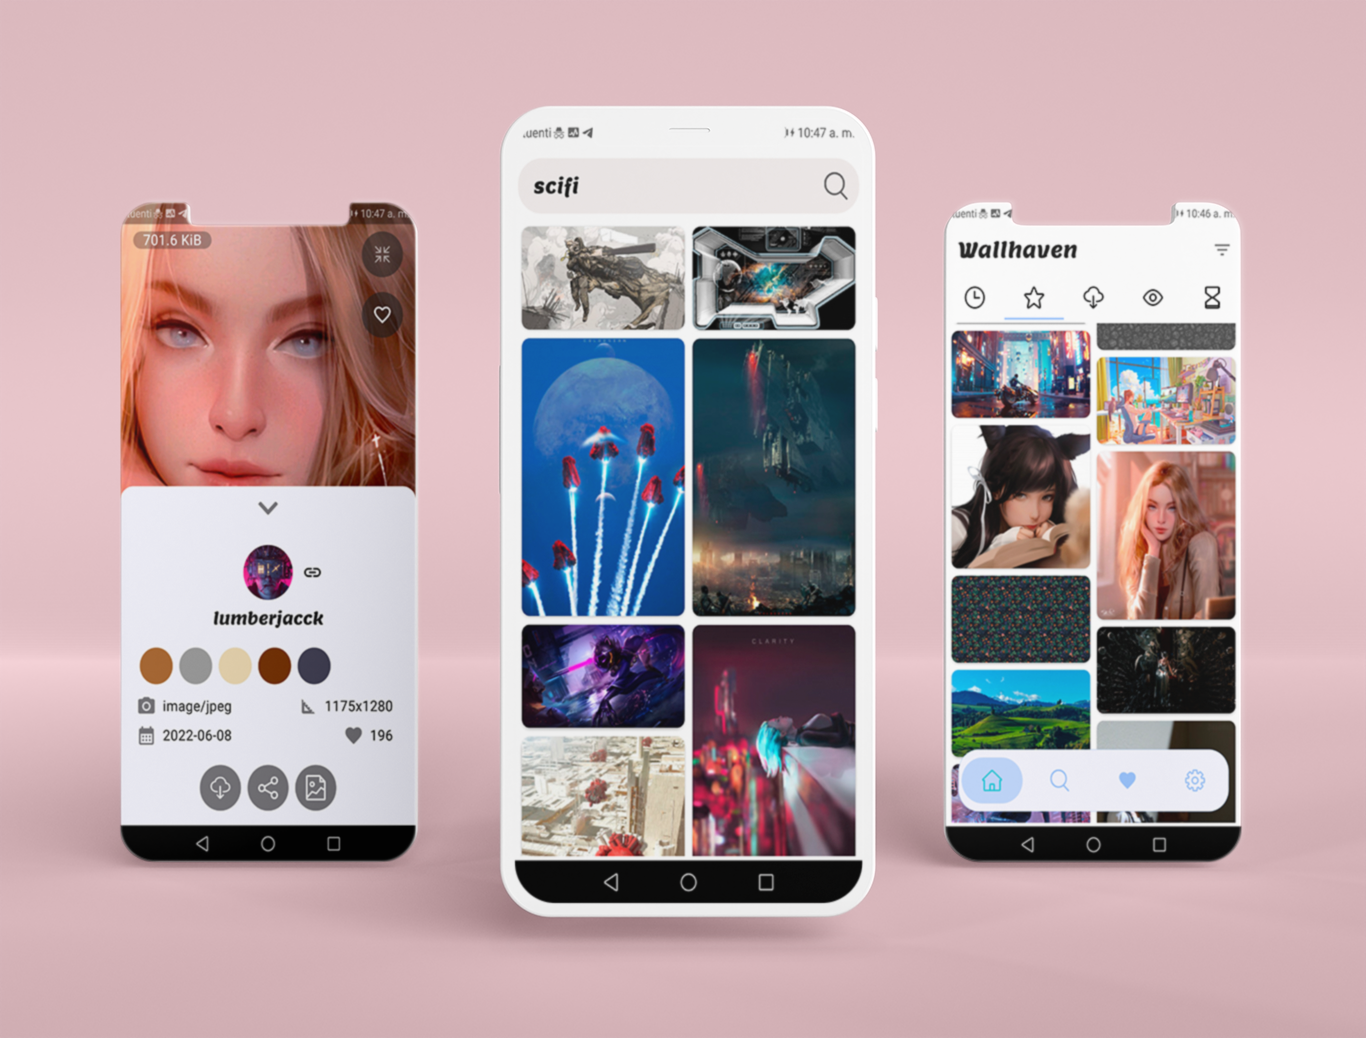 uenti
10:47 a. m.
701.6 KiB
lumberjacck
image/jpeg
1175x1280
2022-06-08
196
uenti
10:47 a. m.
scifi
CLARITY
uenti
10:46 a. m.
Wallhaven